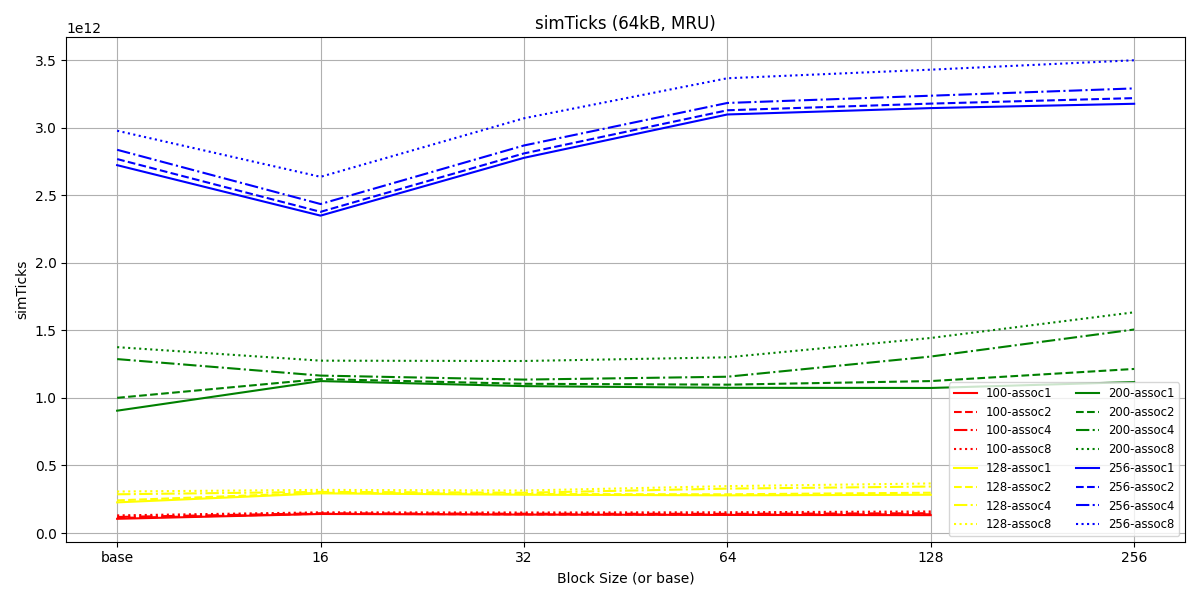 simTicks (64kB, MRU)
1e12
3.5
3.0
2.5
2.0
1.5
1.0
0.5
0.0
simTicks
base 16 32 64 128 256
Block Size (or base)
100-assoc1 200-assoc1
100-assoc2 200-assoc2
100-assoc4 200-assoc4
100-assoc8 200-assoc8
128-assoc1 256-assoc1
128-assoc2 256-assoc2
128-assoc4 256-assoc4
128-assoc8 256-assoc8